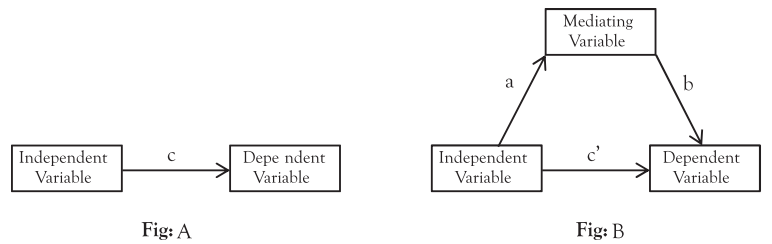 Independent
Variable
c
Depe ndent
Variable
Fig: A
Mediating
Variable
a
b
Independent
Variable
c'
Dependent
Variable
Fig: B